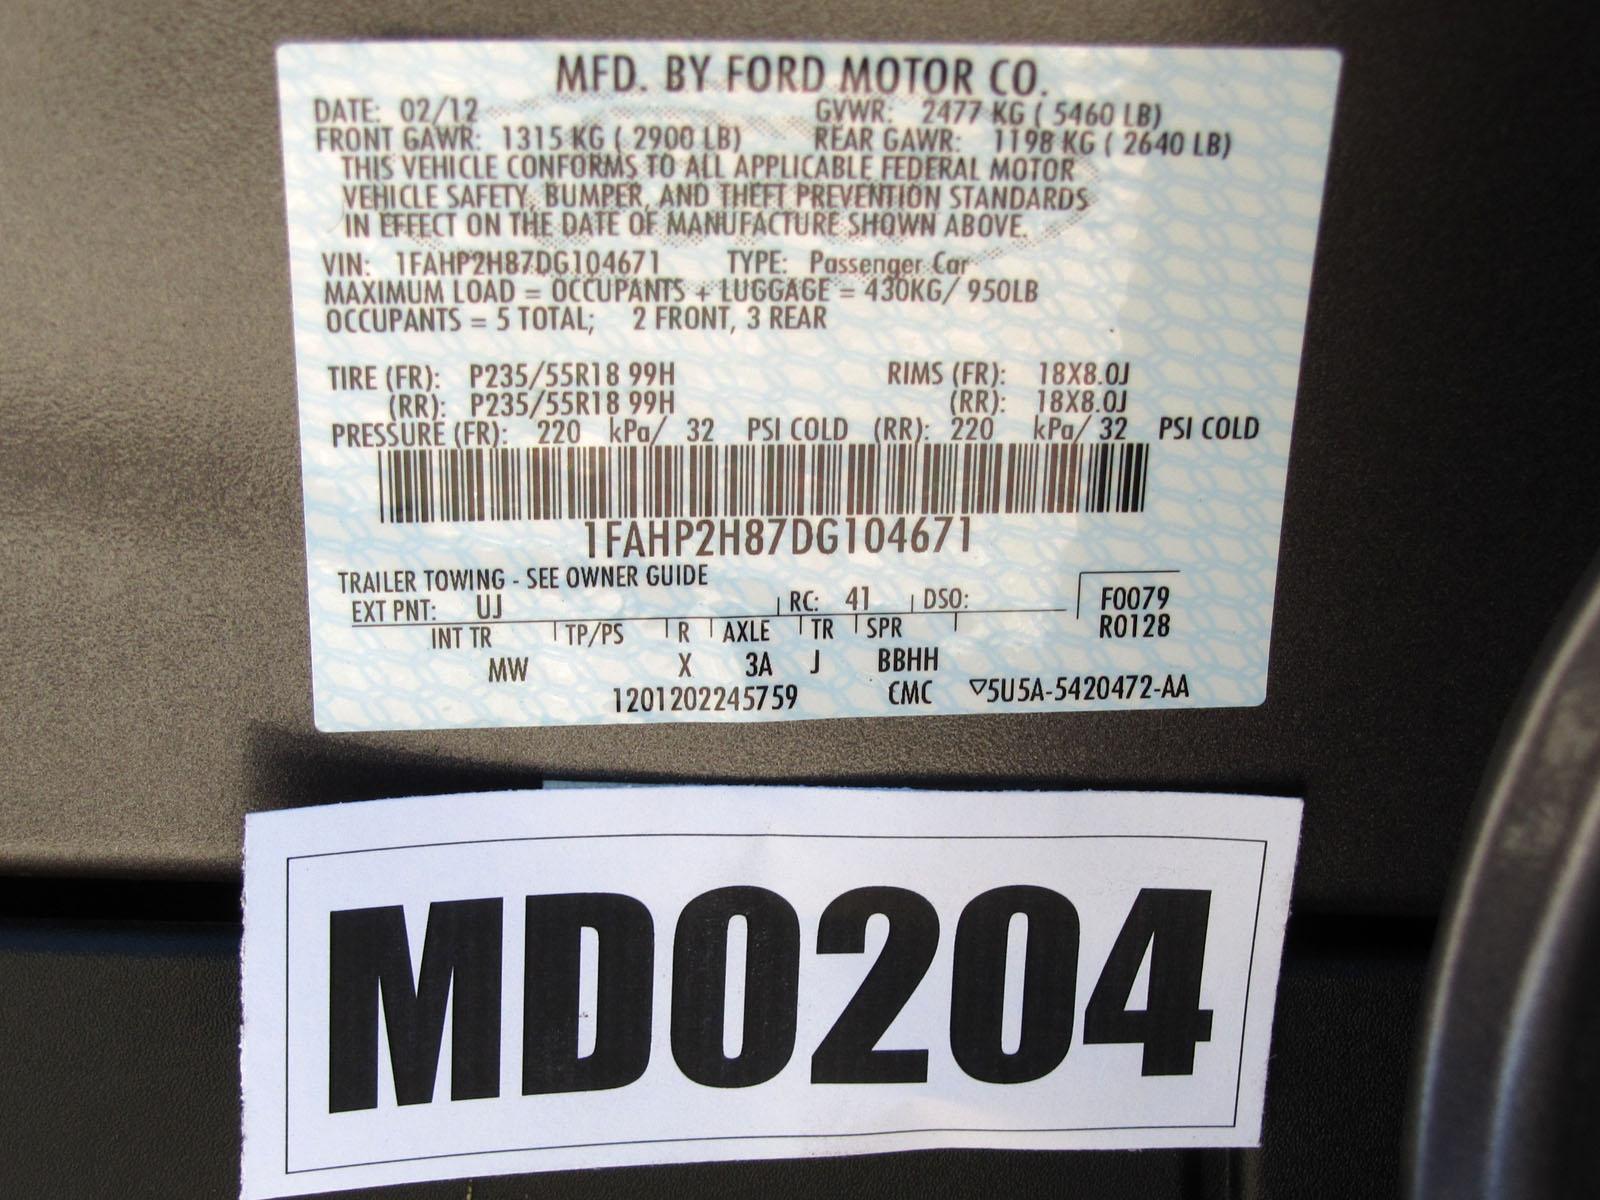 MFD. BY FORD MOTOR CO.
DATE: 02/12 GVWR: 2477 KG ( 5460 LB)
FRONT GAWR: 1315 KG ( 2900 LB) REAR GAWR: 1198 KG ( 2640 LB)
THIS VEHICLE CONFORMS TO ALL APPLICABLE FEDERAL MOTOR
VEHICLE SAFETY, BUMPER, AND THEFT PREVENTION STANDARDS
IN EFFECT ON THE DATE OF MANUFACTURE SHOWN ABOVE.
VIN: 1FAHP2H87DG104671 TYPE: Passenger Car
MAXIMUM LOAD = OCCUPANTS + LUGGAGE = 430KG/ 950LB
OCCUPANTS = 5 TOTAL; 2 FRONT, 3 REAR
TIRE (FR): P235/55R18 99H RIMS (FR): 18X8.0J
(RR): P235/55R18 99H (RR): 18X8.0J
PRESSURE (FR): 220 kPa/ 32 PSI COLD (RR): 220 kPa/ 32 PSI COLD
1FAHP2H87DG104671
TRAILER TOWING - SEE OWNER GUIDE
EXT PNT: UJ RC: 41 DSO: F0079
INT TR TP/PS R AXLE TR SPR R0128
MW X 3A J BBHH
1201202245759 CMC ▽5U5A-5420472-AA
MD0204